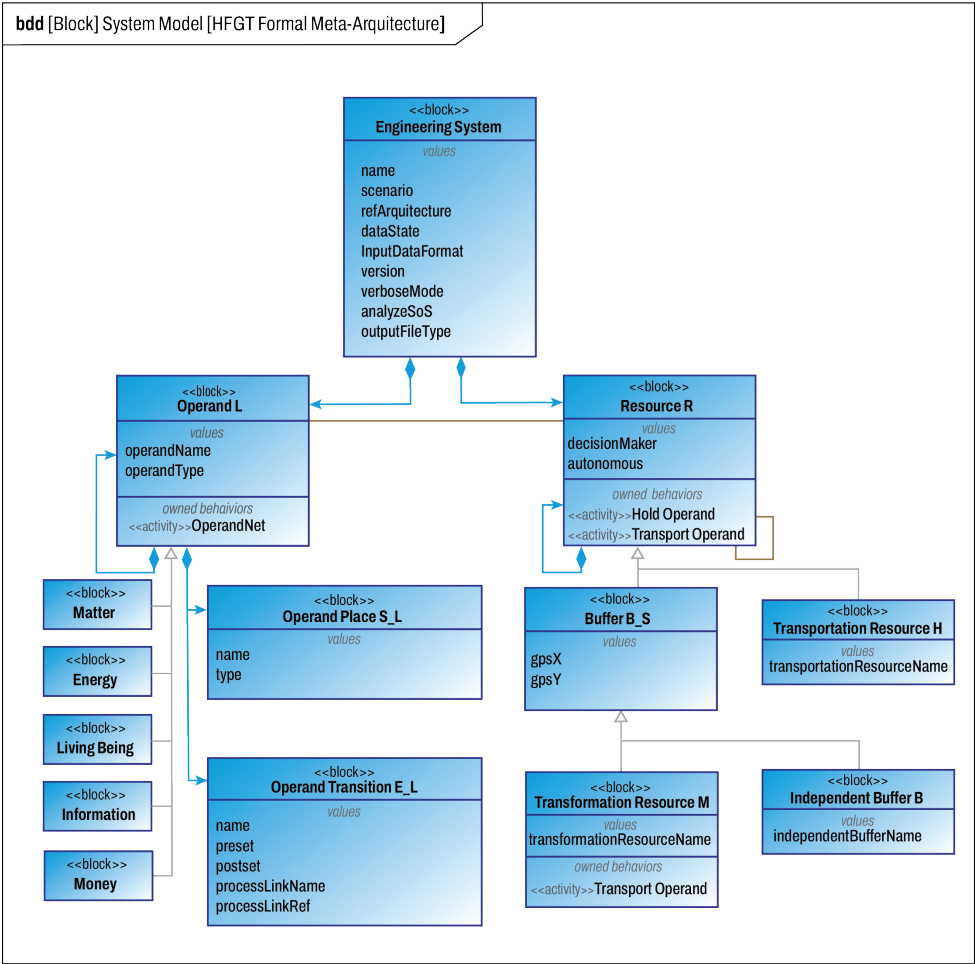 bdd [Block] System Model [HFGT Formal Meta-Arquitecture]
<<block>>
Engineering System
values
name
scenario
refArquitecture
dataState
InputDataFormat
version
verboseMode
analyzeSoS
outputFileType
<<block>>
Operand L
values
operandName
operandType
owned behaiviors
<<activity>>OperandNet
<<block>>
Resource R
values
decisionMaker
autonomous
owned behaviors
<<activity>>Hold Operand
<<activity>>Transport Operand
<<block>>
Matter
<<block>>
Energy
<<block>>
Living Being
<<block>>
Information
<<block>>
Money
<<block>>
Operand Place S_L
values
name
type
<<block>>
Operand Transition E_L
values
name
preset
postset
processLinkName
processLinkRef
<<block>>
Buffer B_S
values
gpsX
gpsY
<<block>>
Transportation Resource H
values
transportationResourceName
<<block>>
Transformation Resource M
values
transformationResourceName
owned behaviors
<<activity>>Transport Operand
<<block>>
Independent Buffer B
values
independentBufferName